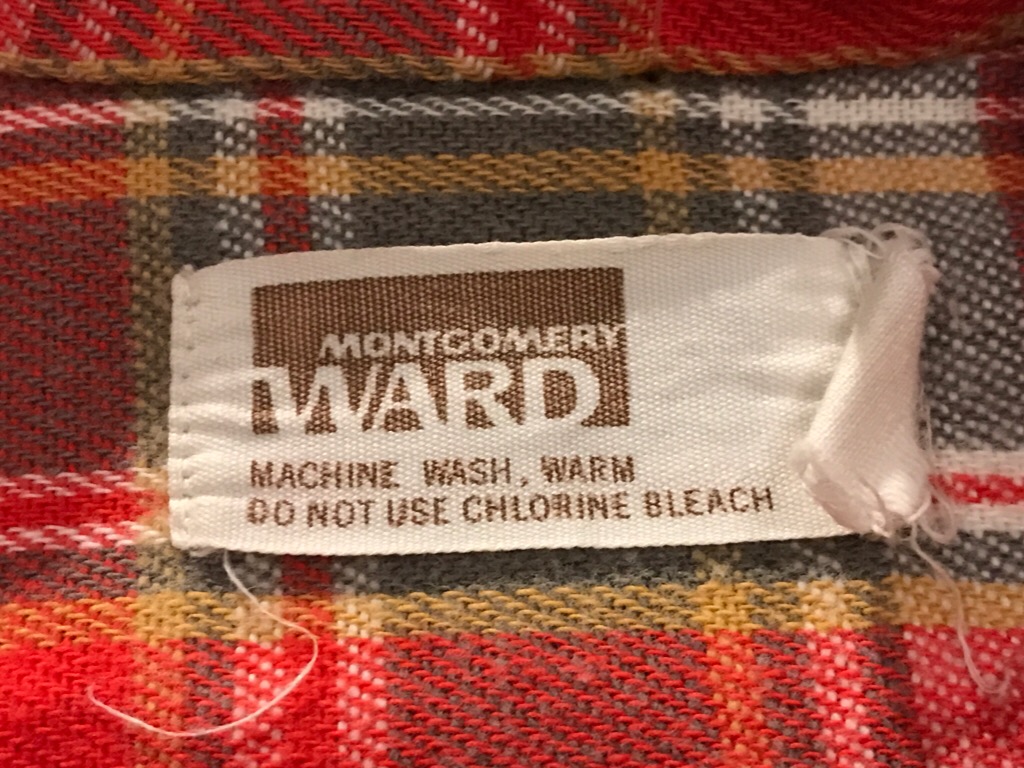 MONTGOMERY
WARD
MACHINE WASH, WARM
DO NOT USE CHLORINE BLEACH